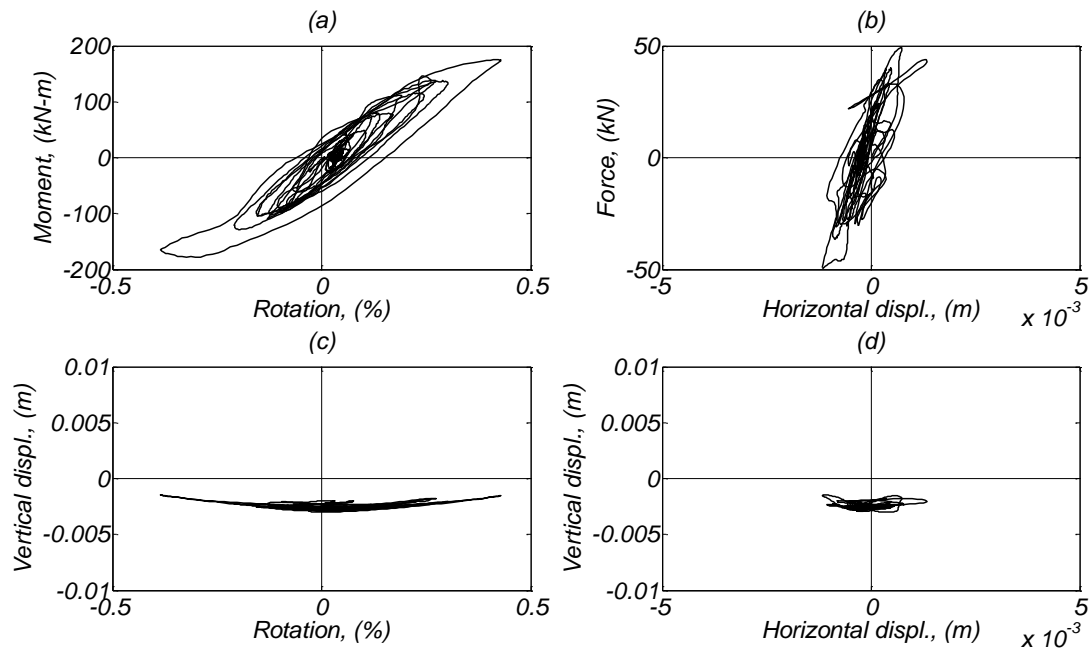 (a)
200
100
0
-100
-200
Moment, (kN-m)
-0.5 0 0.5
Rotation, (%)
(b)
50
0
-50
Force, (kN)
-5 0 5
Horizontal displ., (m)
x 10-3
(c)
0.01
0.005
0
-0.005
-0.01
Vertical displ., (m)
-0.5 0 0.5
Rotation, (%)
(d)
0.01
0.005
0
-0.005
-0.01
Vertical displ., (m)
-5 0 5
Horizontal displ., (m)
x 10-3